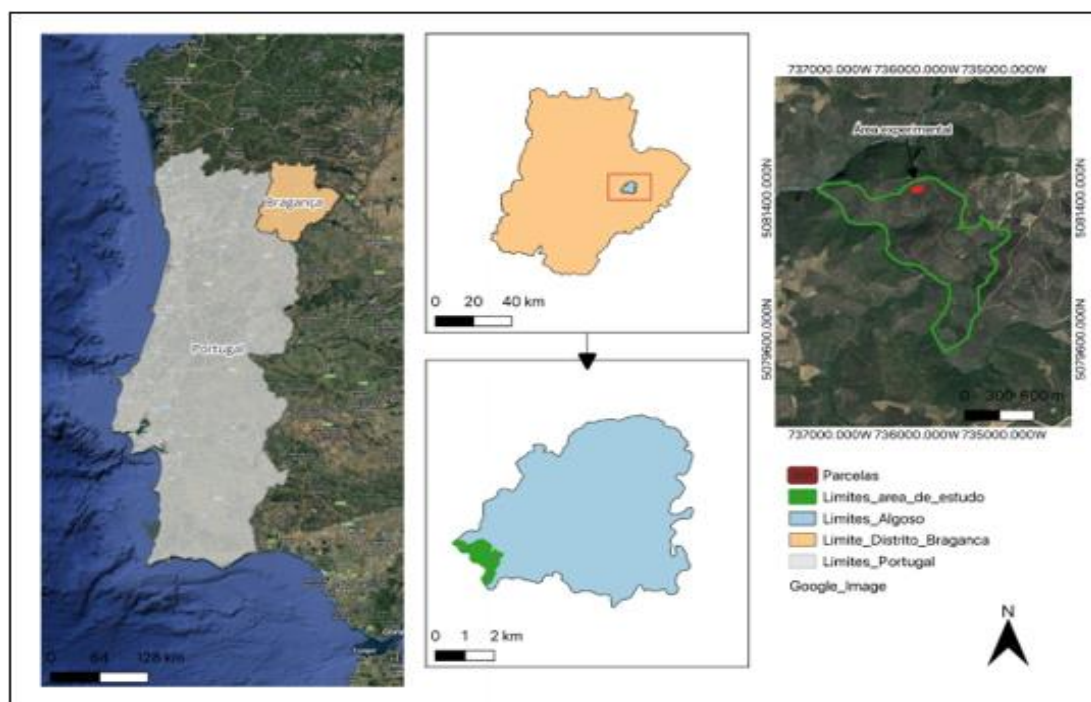 Bragança
Portugal
0 64 128 km
0 20 40 km
0 1 2 km
737000.000W 736000.000W 735000.000W
Área experimental
5081400.000N
5081400.000N
5079600.000N
5079600.000N
0 300 600 m
737000.000W 736000.000W 735000.000W
Parcelas
Limites_area_de_estudo
Limites_Algoso
Limite_Distrito_Braganca
Limites_Portugal
Google_Image
N